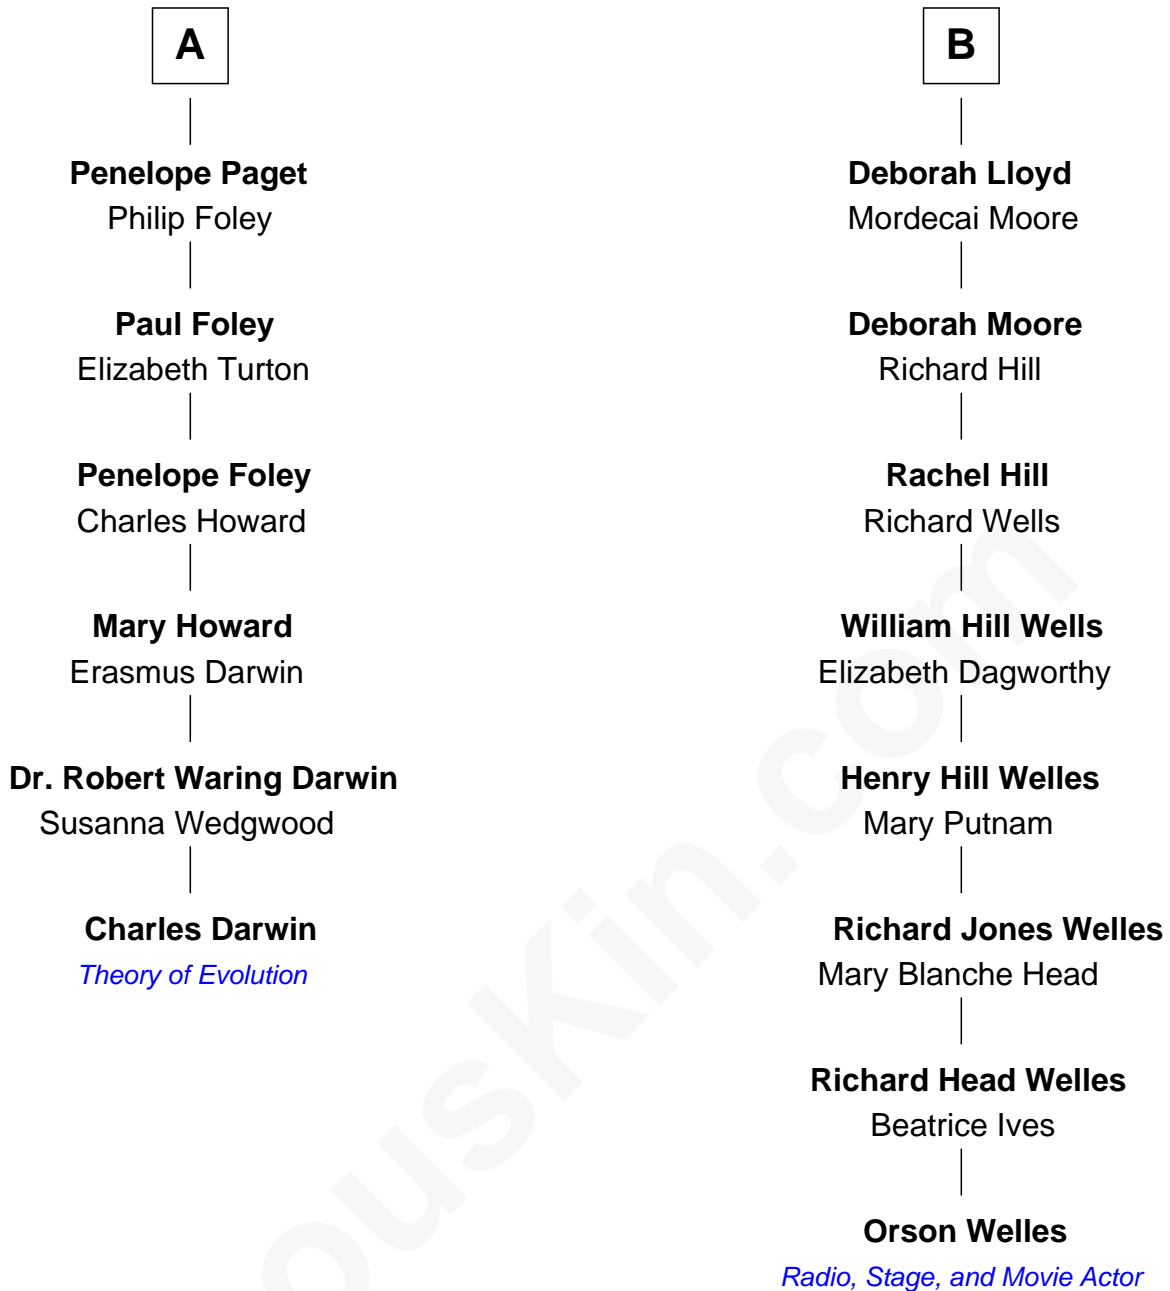 A
Penelope Paget
Philip Foley
Paul Foley
Elizabeth Turton
Penelope Foley
Charles Howard
Mary Howard
Erasmus Darwin
Dr. Robert Waring Darwin
Susanna Wedgwood
Charles Darwin
Theory of Evolution
B
Deborah Lloyd
Mordecai Moore
Deborah Moore
Richard Hill
Rachel Hill
Richard Wells
William Hill Wells
Elizabeth Dagworthy
Henry Hill Welles
Mary Putnam
Richard Jones Welles
Mary Blanche Head
Richard Head Welles
Beatrice Ives
Orson Welles
Radio, Stage, and Movie Actor
ouskin.com